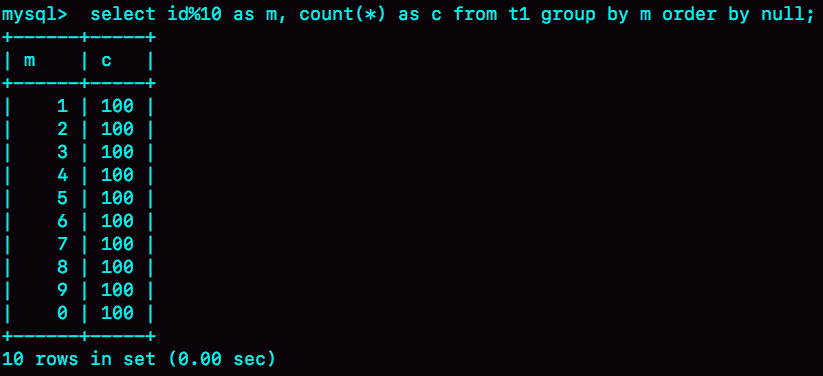 mysql>  select id%10 as m, count(*) as c from t1 group by m order by null;
+------+-----+
| m    | c   |
+------+-----+
|    1 | 100 |
|    2 | 100 |
|    3 | 100 |
|    4 | 100 |
|    5 | 100 |
|    6 | 100 |
|    7 | 100 |
|    8 | 100 |
|    9 | 100 |
|    0 | 100 |
+------+-----+
10 rows in set (0.00 sec)